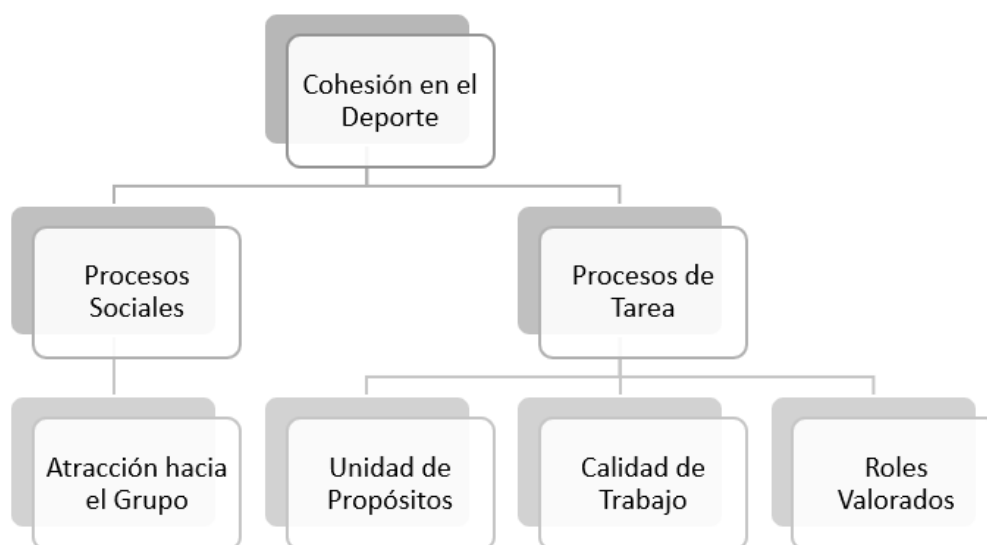 Cohesión en el
Deporte
Procesos
Sociales
Procesos de
Tarea
Atracción hacia
el Grupo
Unidad de
Propósitos
Calidad de
Trabajo
Roles
Valorados